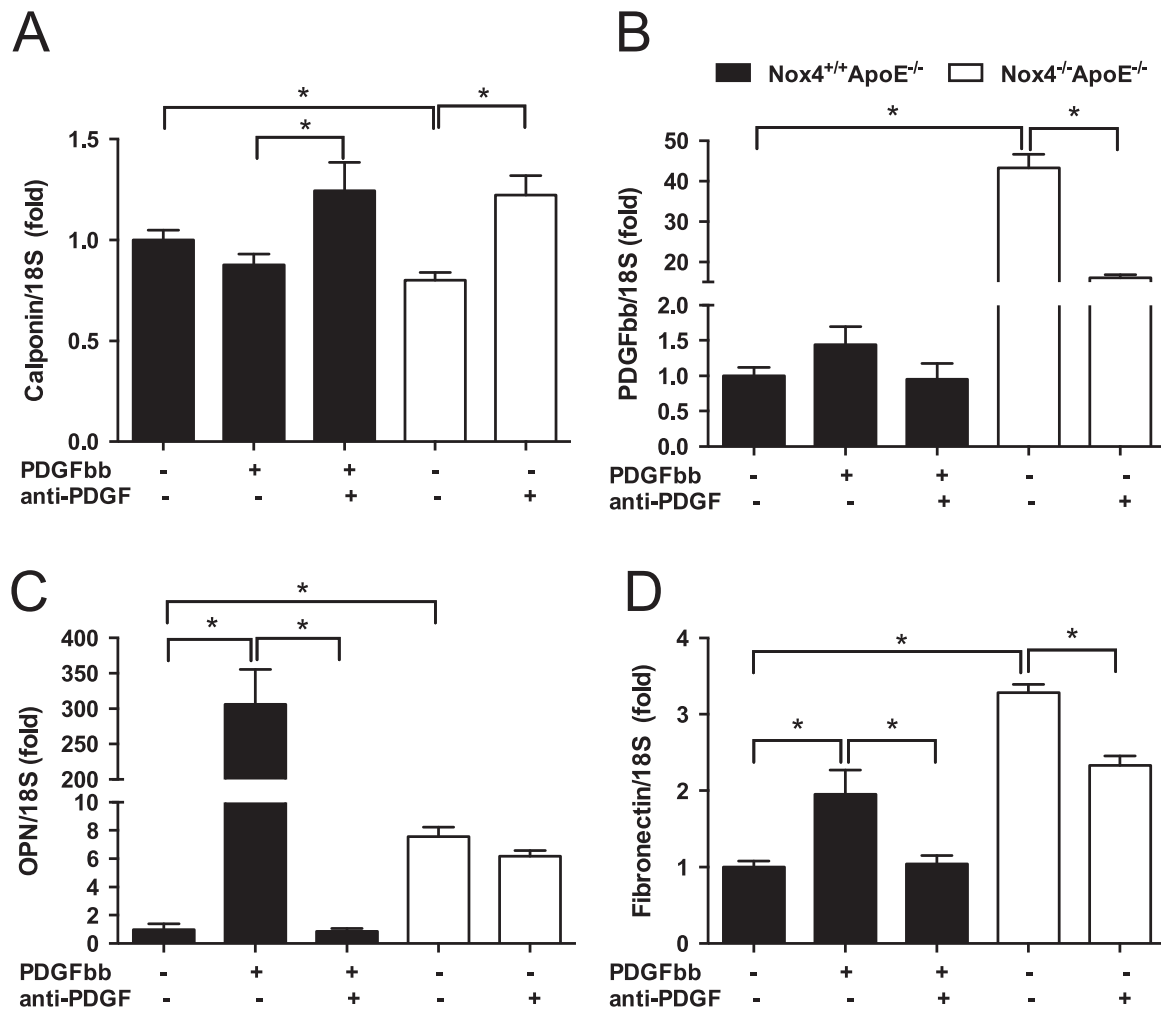 A
*
*
*
1.5
1.0
0.5
0.0
Calponin/18S (fold)
PDGFbb - + + - -
anti-PDGF - - + - +
B
Nox4+/+ApoE-/- Nox4-/-ApoE-/-
*
*
50
40
30
20
2.0
1.5
1.0
0.5
0.0
PDGFbb/18S (fold)
PDGFbb - + + - -
anti-PDGF - - + - +
C
*
* *
400
350
300
250
200
10
8
6
4
2
0
OPN/18S (fold)
PDGFbb - + + - -
anti-PDGF - - + - +
D
*
*
* *
4
3
2
1
0
Fibronectin/18S (fold)
PDGFbb - + + - -
anti-PDGF - - + - +